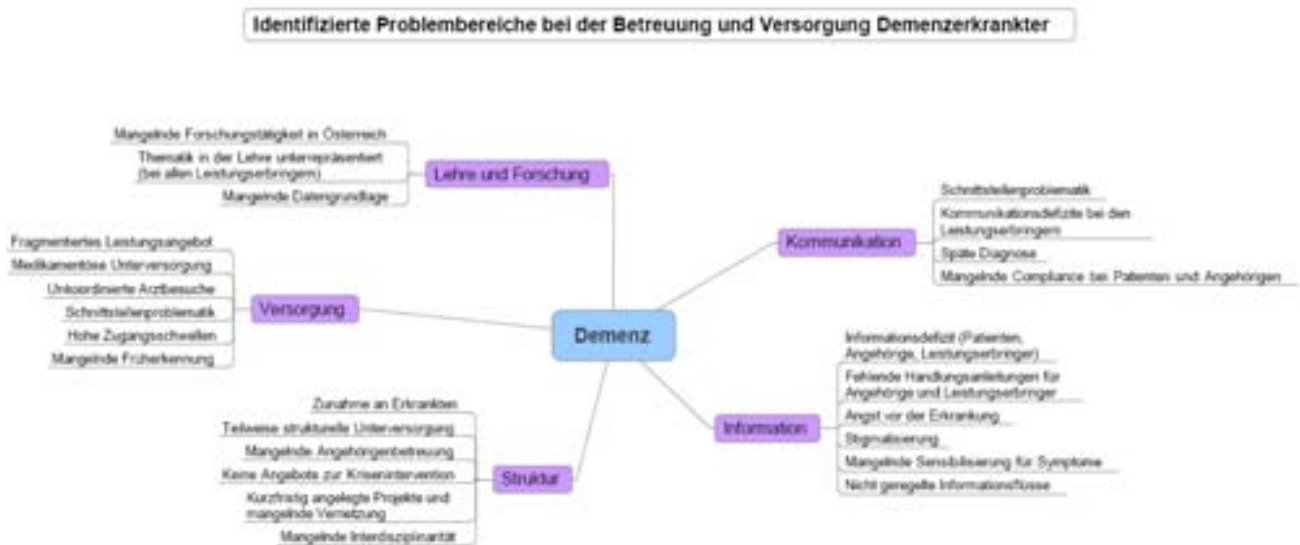 Identifizierte Problembereiche bei der Betreuung und Versorgung Demenzerkrankter
Mangelnde Forschungstätigkeit in Österreich
Thematik in der Lehre unterrepräsentiert
(bei allen Leistungserbringern)
Mangelnde Datengrundlage
Lehre und Forschung
Fragmentiertes Leistungsangebot
Medikamentöse Unterversorgung
Unkoordinierte Arztbesuche
Schnittstellenproblematik
Hohe Zugangsschwellen
Mangelnde Früherkennung
Versorgung
Zunahme an Erkrankten
Teilweise strukturelle Unterversorgung
Mangelnde Angehörigenbetreuung
Keine Angebote zur Krisenintervention
Kurzfristig angelegte Projekte und
mangelnde Vernetzung
Mangelnde Interdisziplinarität
Struktur
Demenz
Kommunikation
Schnittstellenproblematik
Kommunikationsdefizite bei den
Leistungserbringern
Späte Diagnose
Mangelnde Compliance bei Patienten und Angehörigen
Information
Informationsdefizit (Patienten,
Angehörige, Leistungserbringer)
Fehlende Handlungsanleitungen für
Angehörige und Leistungserbringer
Angst vor der Erkrankung
Stigmatisierung
Mangelnde Sensibilisierung für Symptome
Nicht geregelte Informationsflüsse